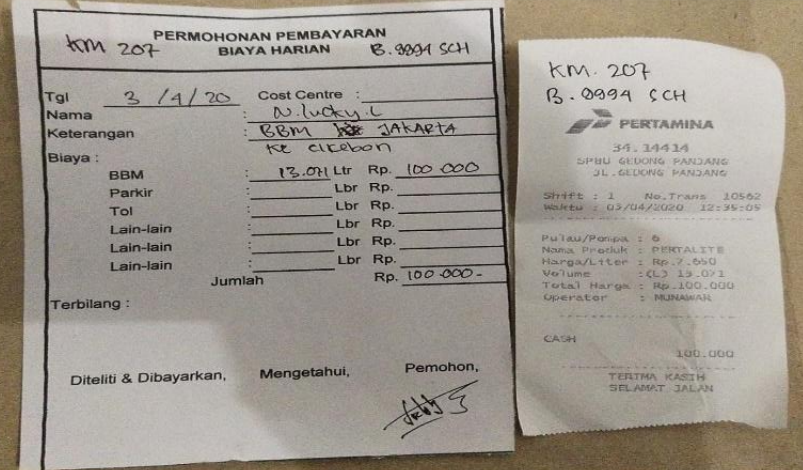 KM 207
PERMOHONAN PEMBAYARAN
BIAYA HARIAN
B. 9994 SCH
Tgl 3 /4/ 20 Cost Centre :
Nama : N. lucky. L
Keterangan : BBM JAKARTA
Ke cikebon
Biaya :
BBM : 13.071 Ltr Rp. 100 000
Parkir : Lbr Rp.
Tol : Lbr Rp.
Lain-lain : Lbr Rp.
Lain-lain : Lbr Rp.
Lain-lain : Lbr Rp.
Jumlah Rp. 100 000-
Terbilang :
Diteliti & Dibayarkan, Mengetahui, Pemohon,
KM. 207
B. 9994 SCH
PERTAMINA
34.14414
SPBU GEDONG PANJANG
JL.GEDONG PANJANG
Shift : 1 No.Trans 10562
Waktu : 03/04/2020 12:35:05
Pulau/Pompa : 6
Nama Produk : PERTALITE
Harga/Liter : Rp.7.650
Volume :(L) 13.071
Total Harga : Rp.100.000
Operator : MUNAWAR
CASH
100.000
TERIMA KASIH
SELAMAT JALAN